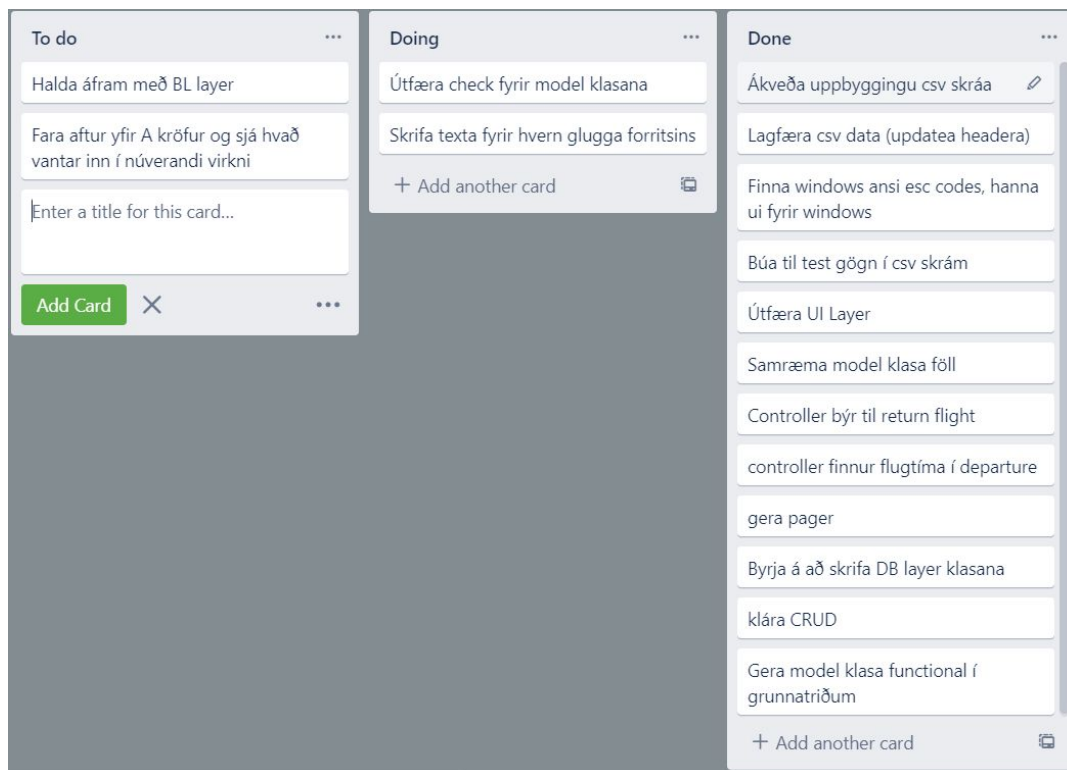 To do
Halda áfram með BL layer
Fara aftur yfir A kröfur og sjá hvað
vantar inn í núverandi virkni
Enter a title for this card...
Add Card
Doing
Útfæra check fyrir model klasana
Skrifa texta fyrir hvern glugga forritsins
+ Add another card
Done
Ákveða uppbyggingu csv skráa
Lagfæra csv data (updatea headera)
Finna windows ansi esc codes, hanna
ui fyrir windows
Búa til test gögn í csv skrám
Útfæra UI Layer
Samræma model klasa föll
Controller býr til return flight
controller finnur flugtíma í departure
gera pager
Byrja á að skrifa DB layer klasana
klára CRUD
Gera model klasa functional í
grunnatriðum
+ Add another card